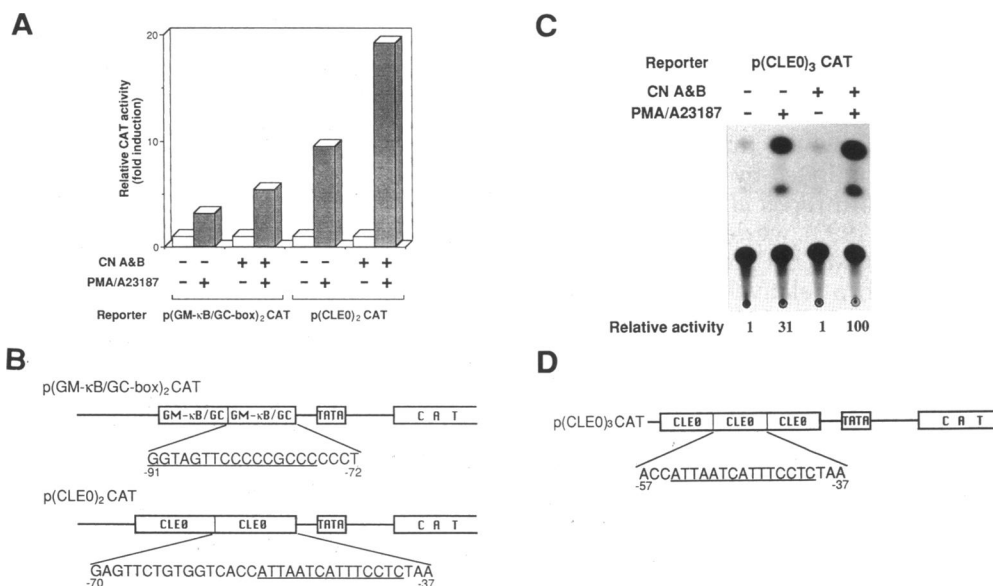 A
20
10
0
Relative CAT activity
(fold induction)
CN A&B - - + +
PMA/A23187 - + - +
Reporter p(GM-κB/GC-box)2 CAT p(CLE0)2 CAT
B
p(GM-κB/GC-box)2 CAT
GM-κB/GC GM-κB/GC TATA C A T
GGTAGTTCCCCCGCCCCCCT
-91 -72
p(CLE0)2 CAT
CLE0 CLE0 TATA C A T
GAGTTCTGTGGTCACCATTAATCATTTCCTCTAA
-70 -37
C
Reporter p(CLE0)3 CAT
CN A&B - - + +
PMA/A23187 - + - +
Relative activity 1 31 1 100
D
p(CLE0)3CAT CLE0 CLE0 CLE0 TATA C A T
ACCATTAATCATTTCCTCTAA
-57 -37